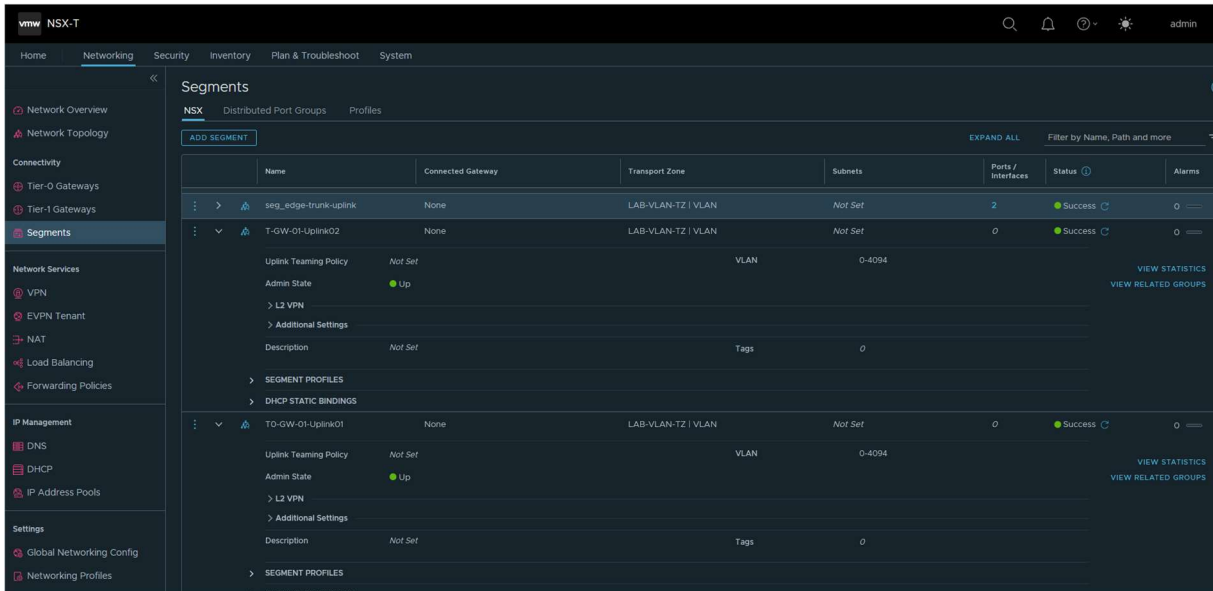 vmw NSX-T
admin
Home Networking Security Inventory Plan & Troubleshoot System
Network Overview
Network Topology
Connectivity
Tier-0 Gateways
Tier-1 Gateways
Segments
Network Services
VPN
EVPN Tenant
NAT
Load Balancing
Forwarding Policies
IP Management
DNS
DHCP
IP Address Pools
Settings
Global Networking Config
Networking Profiles
Segments
NSX Distributed Port Groups Profiles
ADD SEGMENT EXPAND ALL Filter by Name, Path and more
Name Connected Gateway Transport Zone Subnets Ports / Interfaces Status Alarms
seg_edge-trunk-uplink None LAB-VLAN-TZ | VLAN Not Set 2 Success 0
T-GW-01-Uplink02 None LAB-VLAN-TZ | VLAN Not Set 0 Success 0
Uplink Teaming Policy Not Set VLAN 0-4094
VIEW STATISTICS
Admin State Up VIEW RELATED GROUPS
L2 VPN
Additional Settings
Description Not Set Tags 0
SEGMENT PROFILES
DHCP STATIC BINDINGS
T0-GW-01-Uplink01 None LAB-VLAN-TZ | VLAN Not Set 0 Success 0
Uplink Teaming Policy Not Set VLAN 0-4094
VIEW STATISTICS
Admin State Up VIEW RELATED GROUPS
L2 VPN
Additional Settings
Description Not Set Tags 0
SEGMENT PROFILES